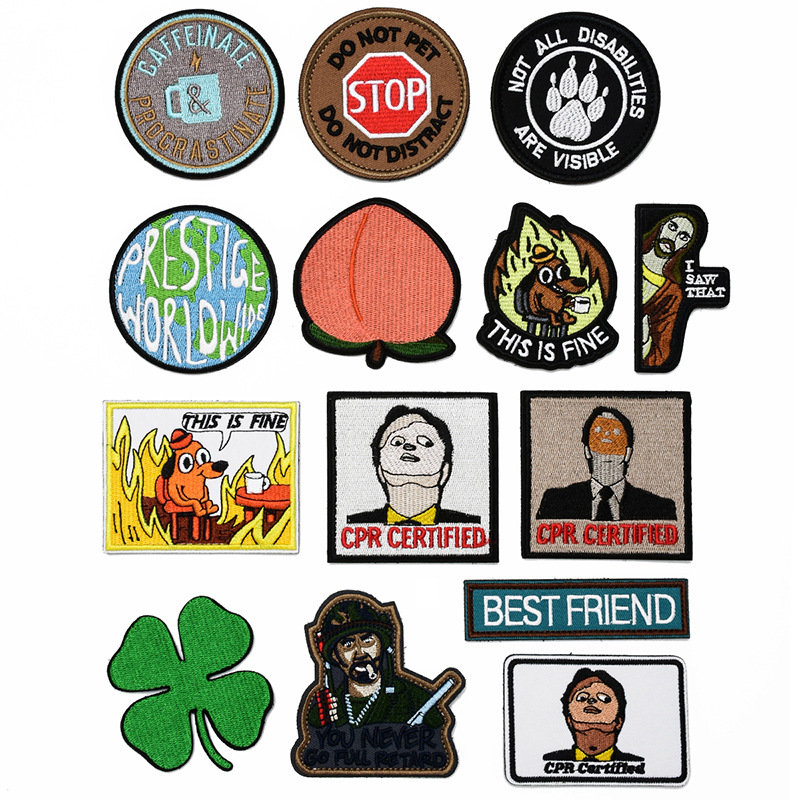 CAFFEINATE
&
PROCRASTINATE
DO NOT PET
STOP
DO NOT DISTRACT
NOT ALL DISABILITIES
ARE VISIBLE
PRESTIGE
WORLDWIDE
THIS IS FINE
I
SAW
THAT
THIS IS FINE
CPR CERTIFIED
CPR CERTIFIED
BEST FRIEND
YOU NEVER
GO FULL RETARD
CPR Certified